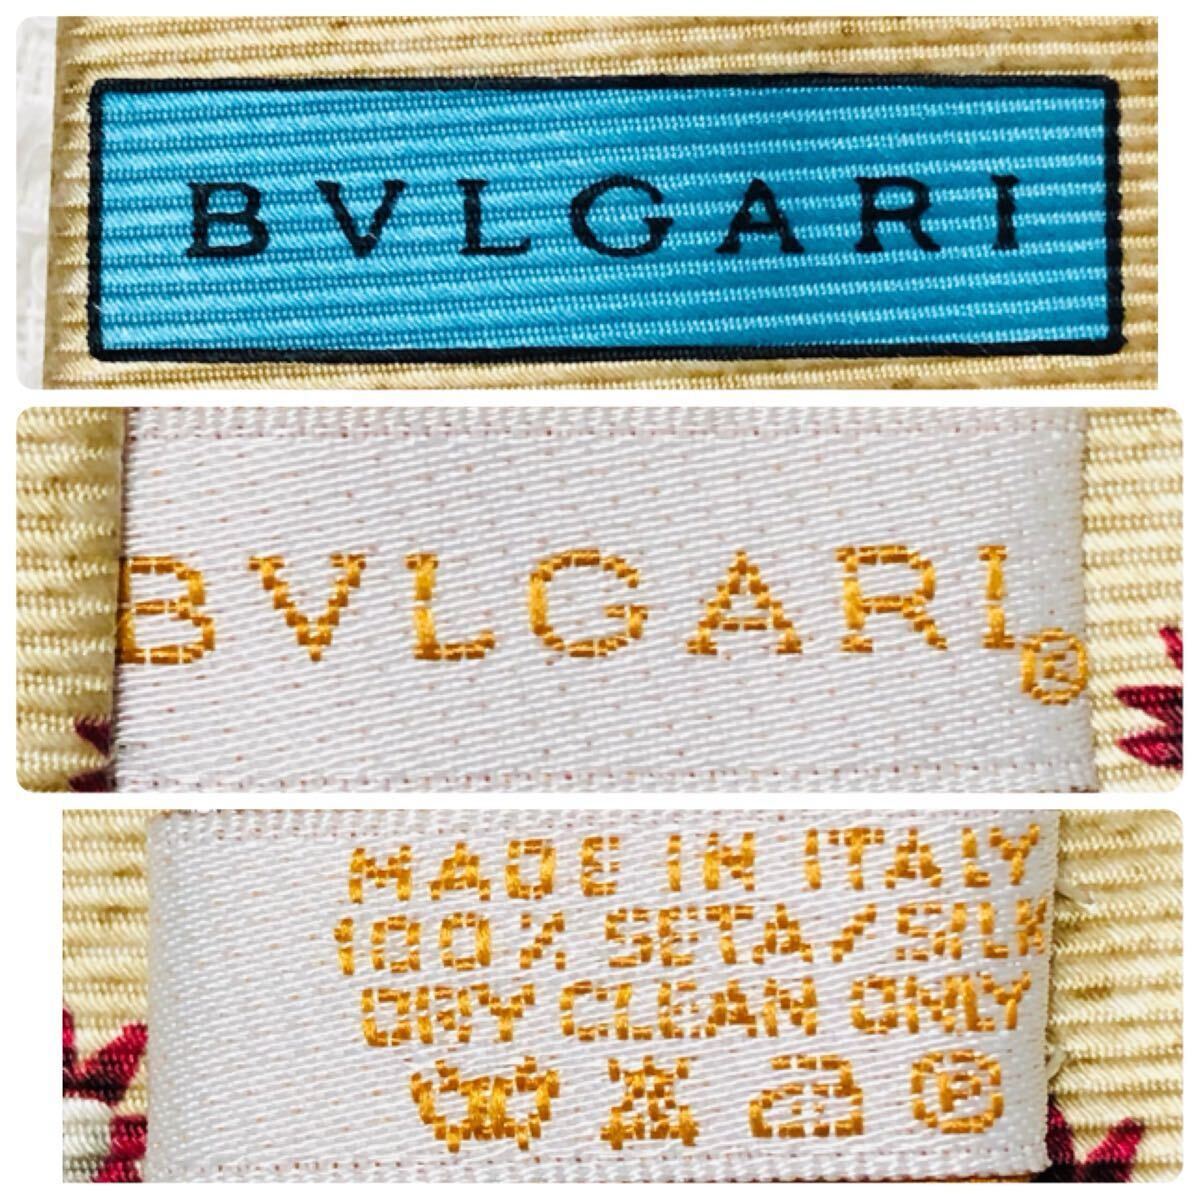 BVLGARI
BVLGARI®
MADE IN ITALY
100% SETA/SILK
DRY CLEAN ONLY
Ⓟ